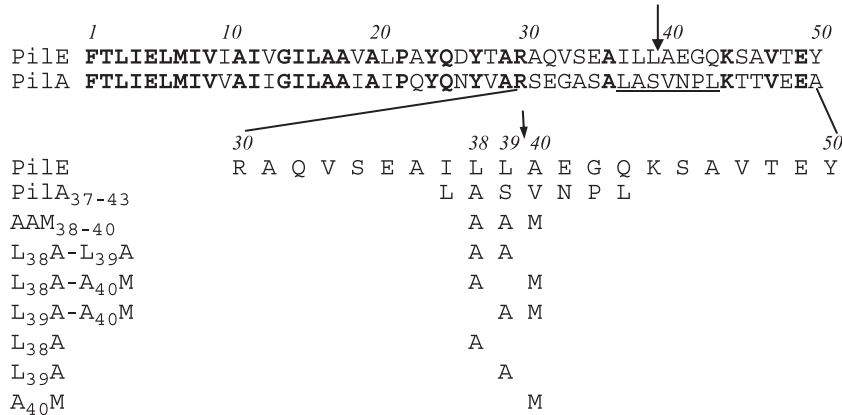 1 10 20 30 40 50
PilE FTLIELMIVIAIVGILAAVALPAYQDYTARAQVSEAILLAEGQKSAVTEY
PilA FTLIELMIVVAIIGILAAIAIPQYQNYVARSEGASALASVNPLKTTVEEA
30 38 39 40 50
PilE R A Q V S E A I L L A E G Q K S A V T E Y
PilA37-43 L A S V N P L
AAM38-40 A A M
L38A-L39A A A
L38A-A40M A M
L39A-A40M A M
L38A A
L39A A
A40M M